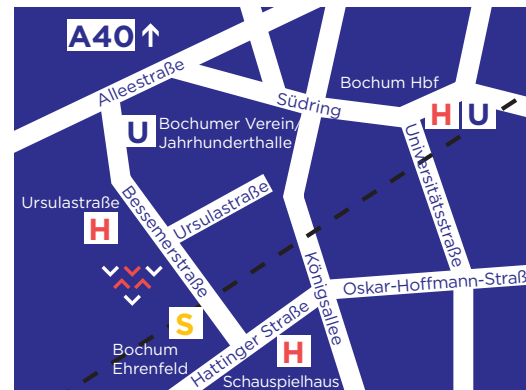 A40
Alleestraße
Südring
Bochum Hbf
H U
U
Bochumer Verein/
Jahrhunderthalle
Universitätsstraße
Ursulastraße
H
Bessemerstraße
Ursulastraße
Königsallee
Oskar-Hoffmann-Straß
S
Bochum
Ehrenfeld
Hattinger Straße
H
Schauspielhaus